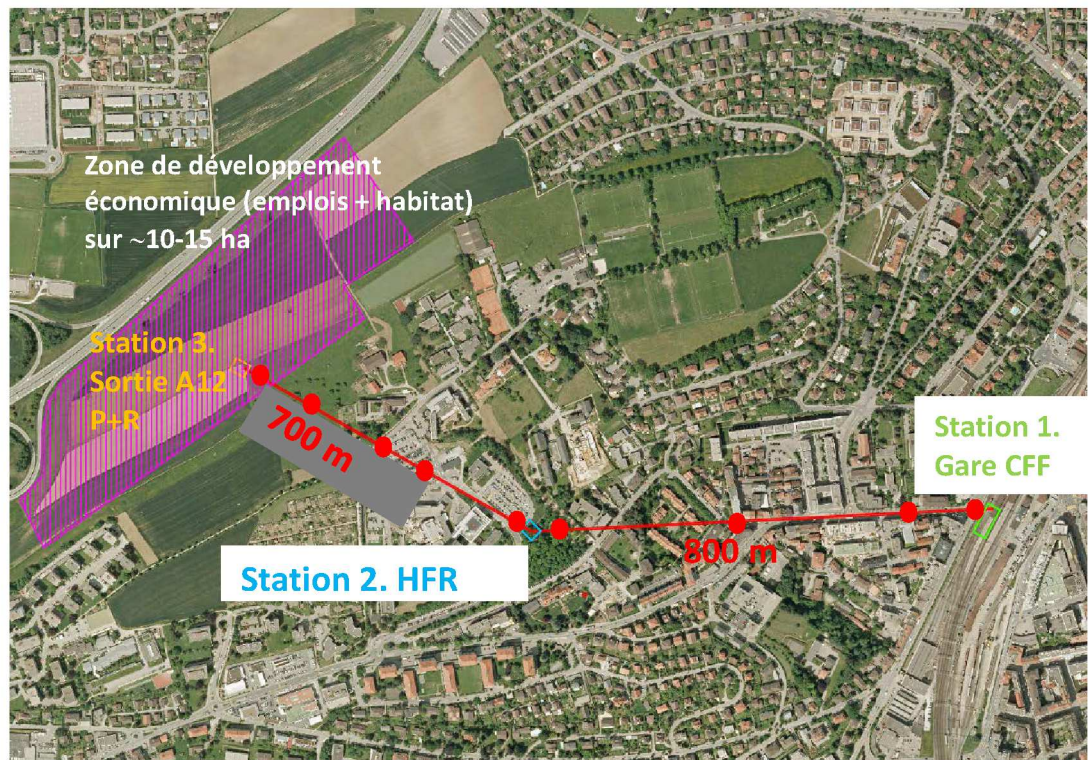 Zone de développement
économique (emplois + habitat)
sur ~10-15 ha
Station 3.
Sortie A12
P+R
700 m
Station 1.
Gare CFF
800 m
Station 2. HFR